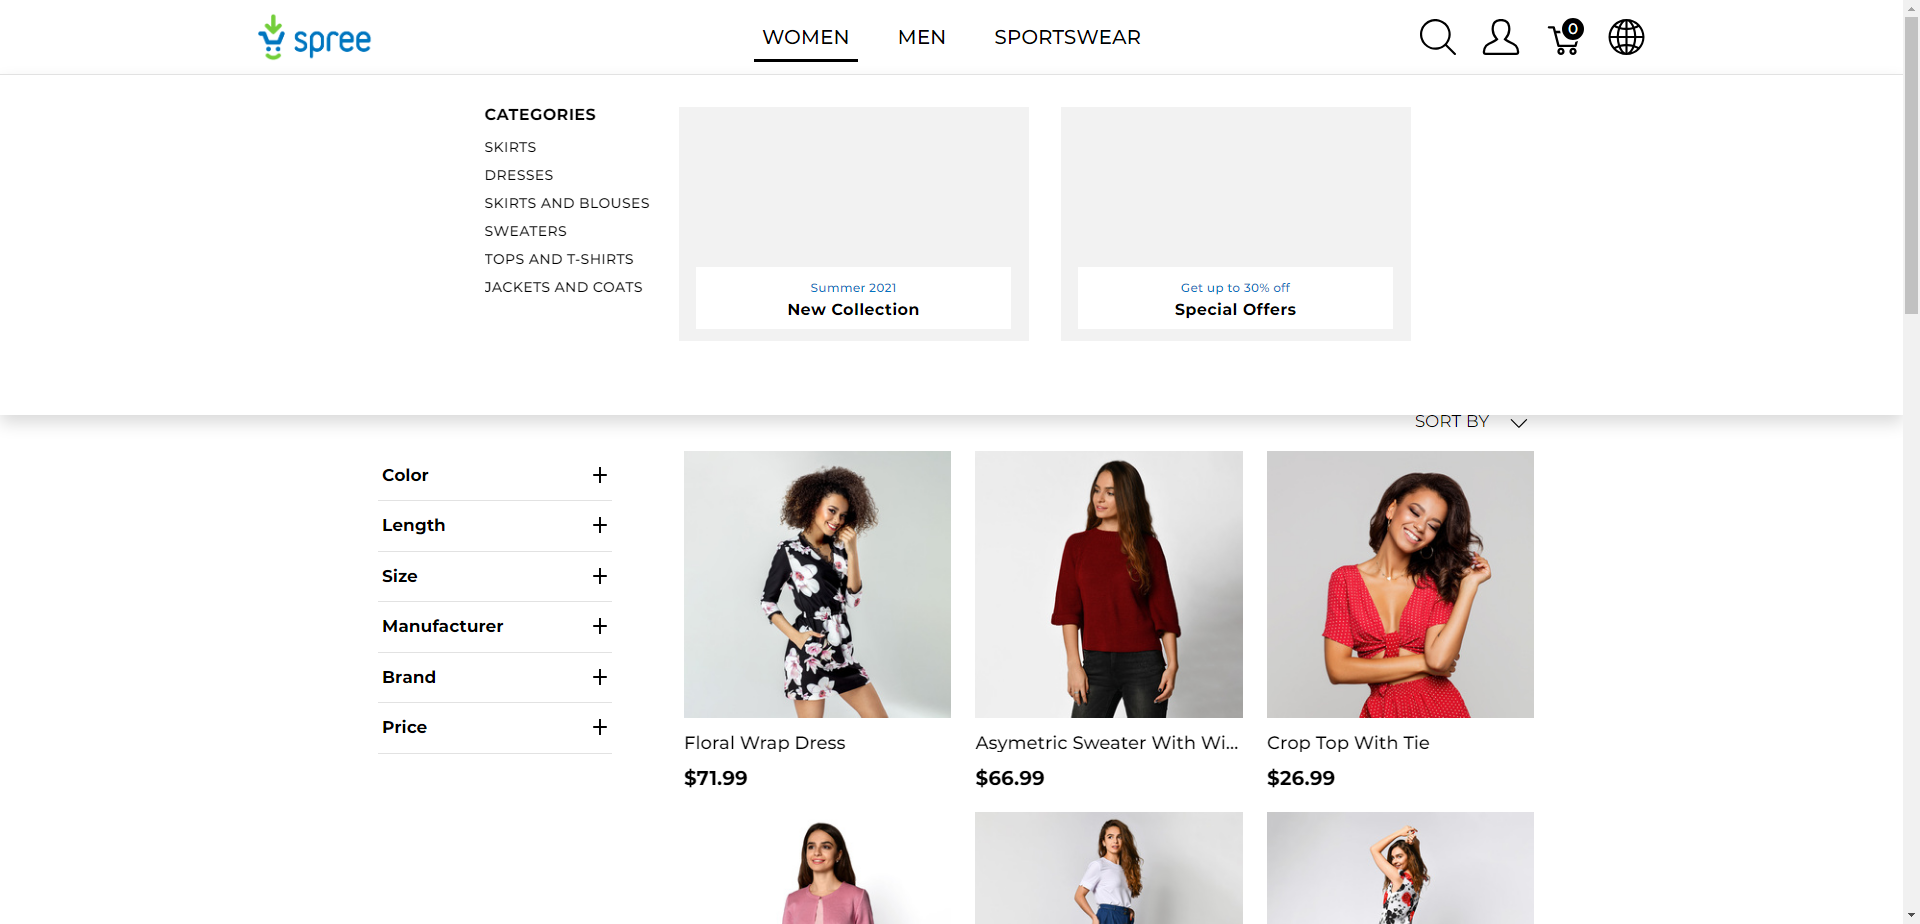 spree
WOMEN
MEN
SPORTSWEAR
0
CATEGORIES
SKIRTS
DRESSES
SKIRTS AND BLOUSES
SWEATERS
TOPS AND T-SHIRTS
JACKETS AND COATS
Summer 2021
New Collection
Get up to 30% off
Special Offers
SORT BY
Color
Length
Size
Manufacturer
Brand
Price
Floral Wrap Dress
$71.99
Asymetric Sweater With Wi...
$66.99
Crop Top With Tie
$26.99